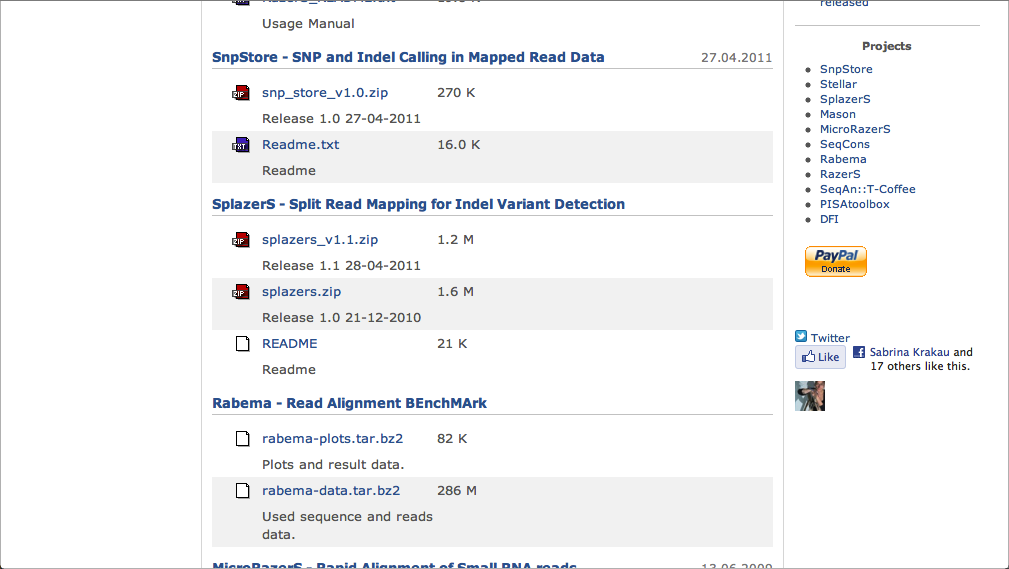 Usage Manual
SnpStore - SNP and Indel Calling in Mapped Read Data 27.04.2011
ZIP snp_store_v1.0.zip 270 K
Release 1.0 27-04-2011
TXT Readme.txt 16.0 K
Readme
SplazerS - Split Read Mapping for Indel Variant Detection
ZIP splazers_v1.1.zip 1.2 M
Release 1.1 28-04-2011
ZIP splazers.zip 1.6 M
Release 1.0 21-12-2010
README 21 K
Readme
Rabema - Read Alignment BEnchMArk
rabema-plots.tar.bz2 82 K
Plots and result data.
rabema-data.tar.bz2 286 M
Used sequence and reads
data.
MicroRazerS - Rapid Alignment of Small RNA reads 13.06.2009
released
Projects
SnpStore
Stellar
SplazerS
Mason
MicroRazerS
SeqCons
Rabema
RazerS
SeqAn::T-Coffee
PISAtoolbox
DFI
PayPal
Donate
Twitter
Like
Sabrina Krakau and
17 others like this.